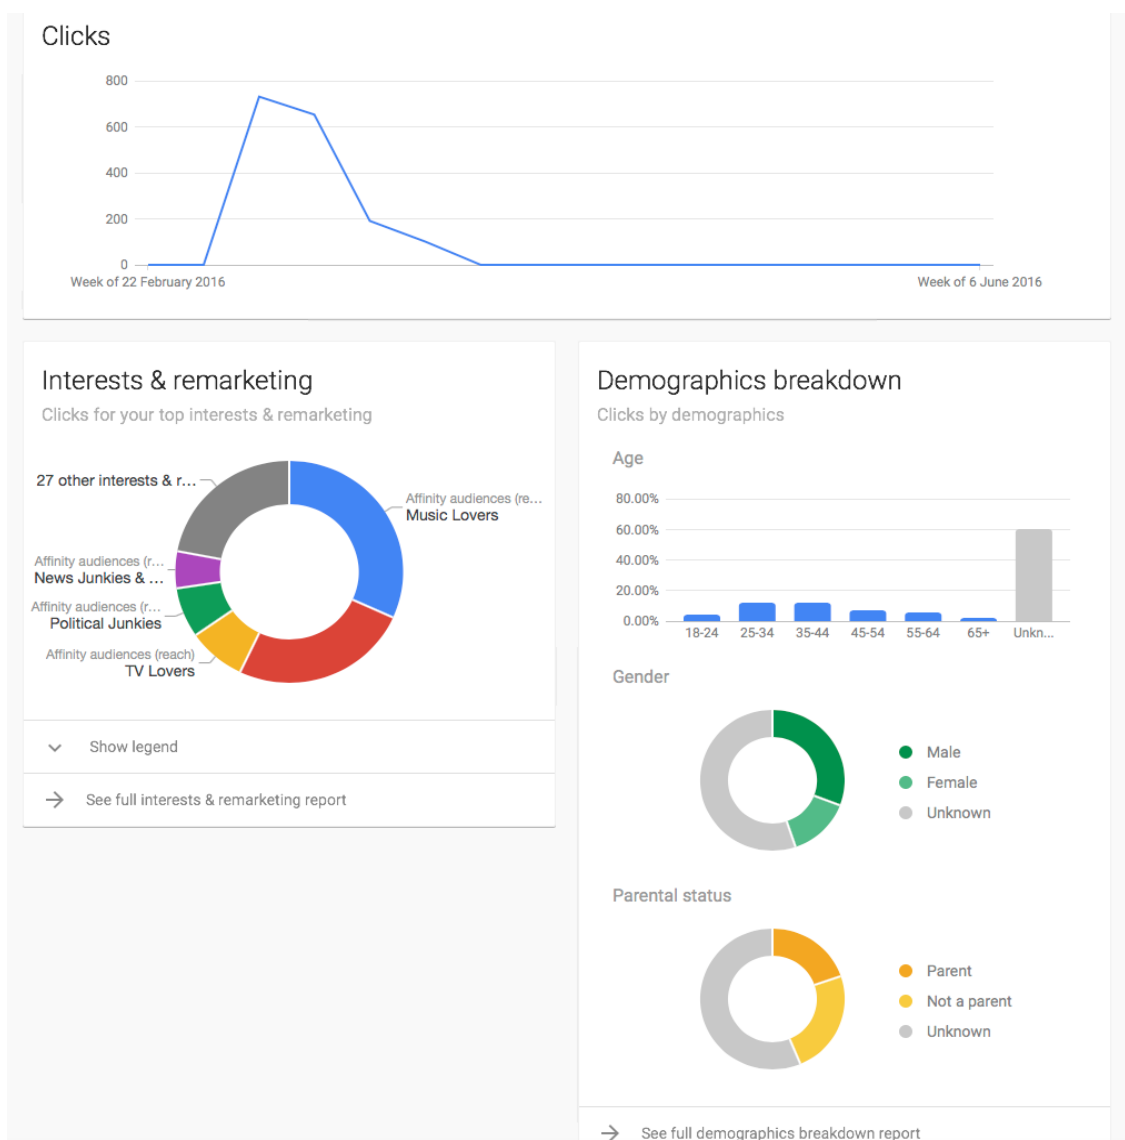 Clicks
800
600
400
200
0
Week of 22 February 2016
Week of 6 June 2016
Interests & remarketing
Clicks for your top interests & remarketing
27 other interests & r...
Affinity audiences (re...
Music Lovers
Affinity audiences (r...
News Junkies & ...
Affinity audiences (r...
Political Junkies
Affinity audiences (reach)
TV Lovers
Show legend
See full interests & remarketing report
Demographics breakdown
Clicks by demographics
Age
80.00%
60.00%
40.00%
20.00%
0.00%
18-24 25-34 35-44 45-54 55-64 65+ Unkn...
Gender
Male
Female
Unknown
Parental status
Parent
Not a parent
Unknown
See full demographics breakdown report